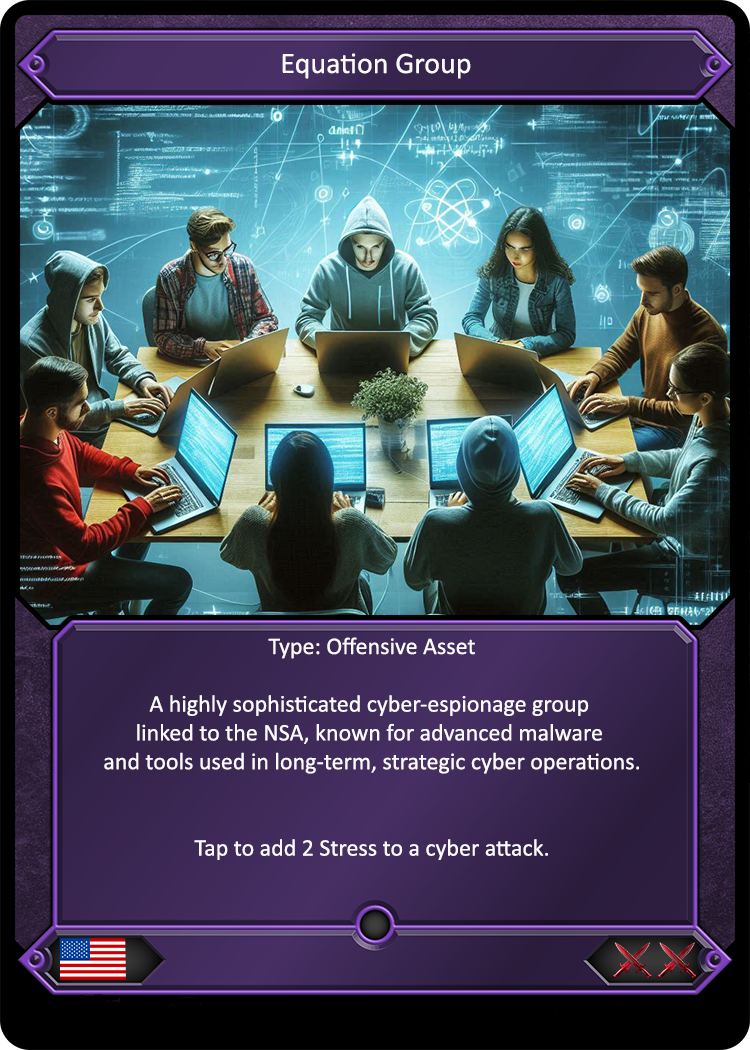 Equation Group
Type: Offensive Asset
A highly sophisticated cyber-espionage group
linked to the NSA, known for advanced malware
and tools used in long-term, strategic cyber operations.
Tap to add 2 Stress to a cyber attack.